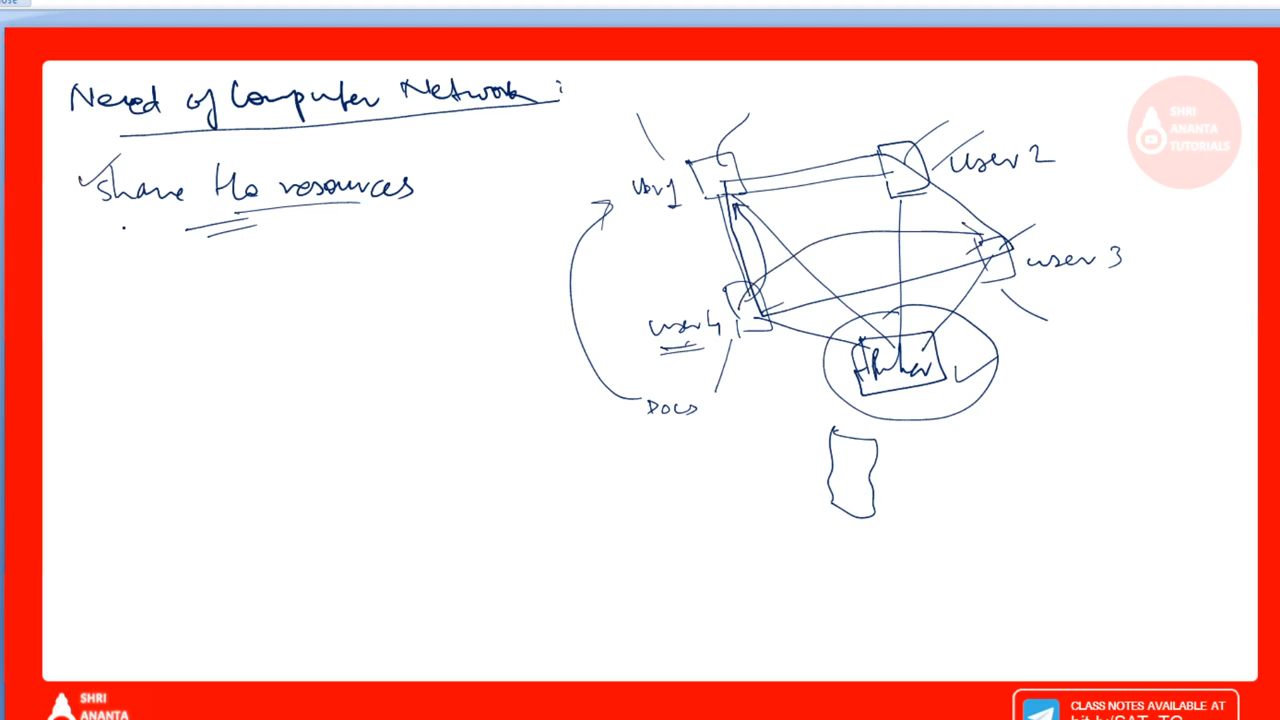 Need of Computer Network :
share the resources
SHRI
ANANTA
TUTORIALS
user 1
user 2
user 3
user 4
DOCS
SHRI
ANANTA
CLASS NOTES AVAILABLE AT